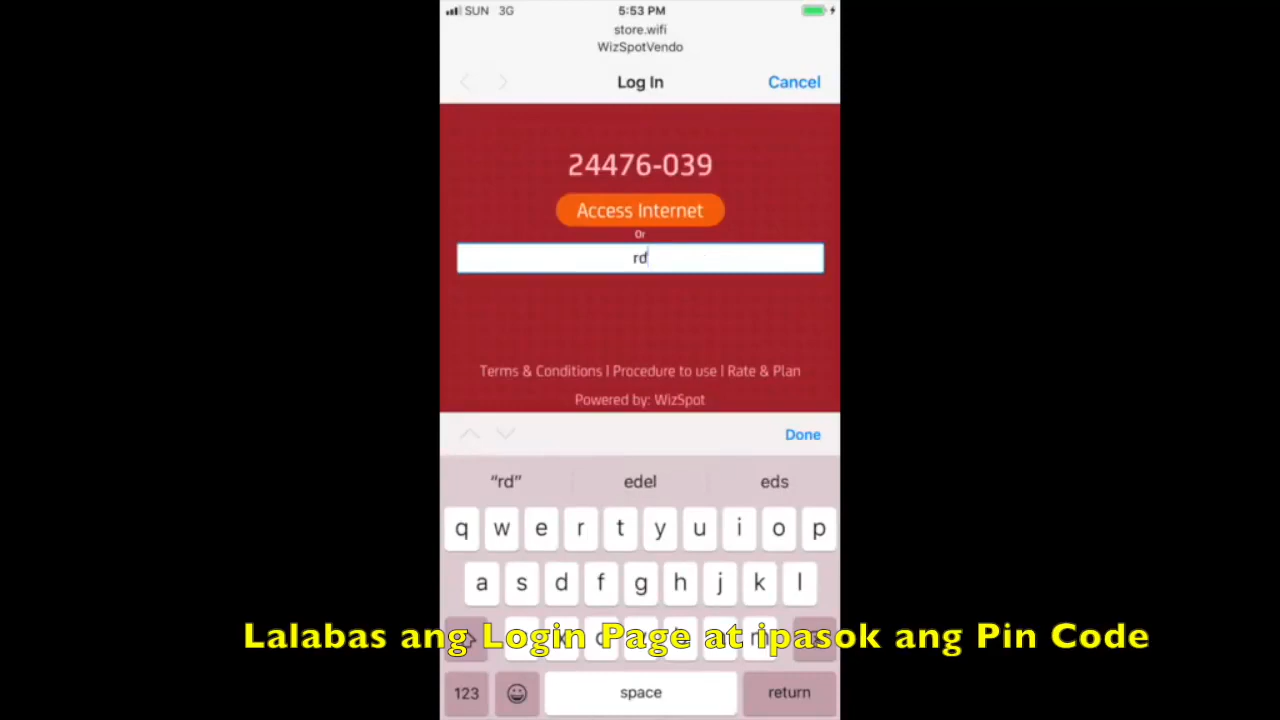 SUN 3G 5:53 PM
store.wifi
WizSpotVendo
Log In Cancel
24476-039
Access Internet
Or
rd
Terms & Conditions | Procedure to use | Rate & Plan
Powered by: WizSpot
Done
“rd” edel eds
q w e r t y u i o p
a s d f g h j k l
Lalabas ang Login Page at ipasok ang Pin Code
123 space return